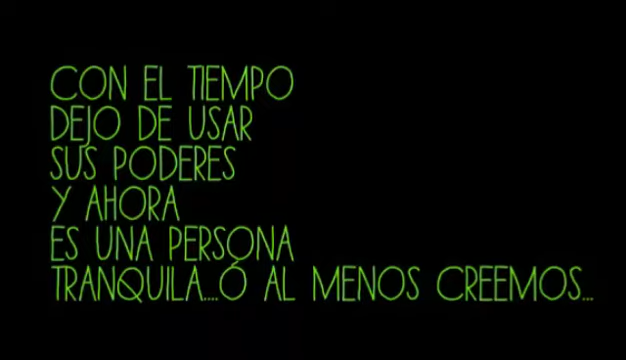 CON EL TIEMPO
DEJO DE USAR
SUS PODERES
Y AHORA
ES UNA PERSONA
TRANQUILA....Ó AL MENOS CREEMOS...